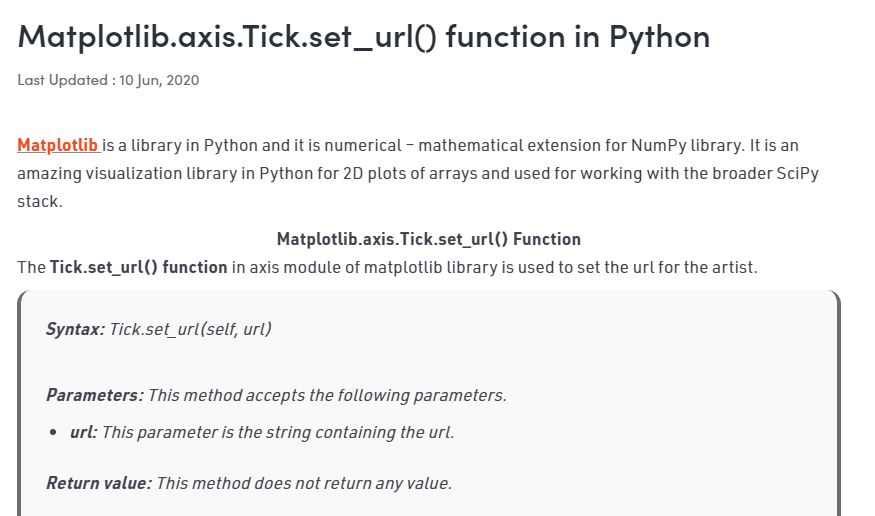 Matplotlib.axis.Tick.set_url() function in Python
Last Updated : 10 Jun, 2020
Matplotlib is a library in Python and it is numerical – mathematical extension for NumPy library. It is an
amazing visualization library in Python for 2D plots of arrays and used for working with the broader SciPy
stack.
Matplotlib.axis.Tick.set_url() Function
The Tick.set_url() function in axis module of matplotlib library is used to set the url for the artist.
Syntax: Tick.set_url(self, url)
Parameters: This method accepts the following parameters.
• url: This parameter is the string containing the url.
Return value: This method does not return any value.